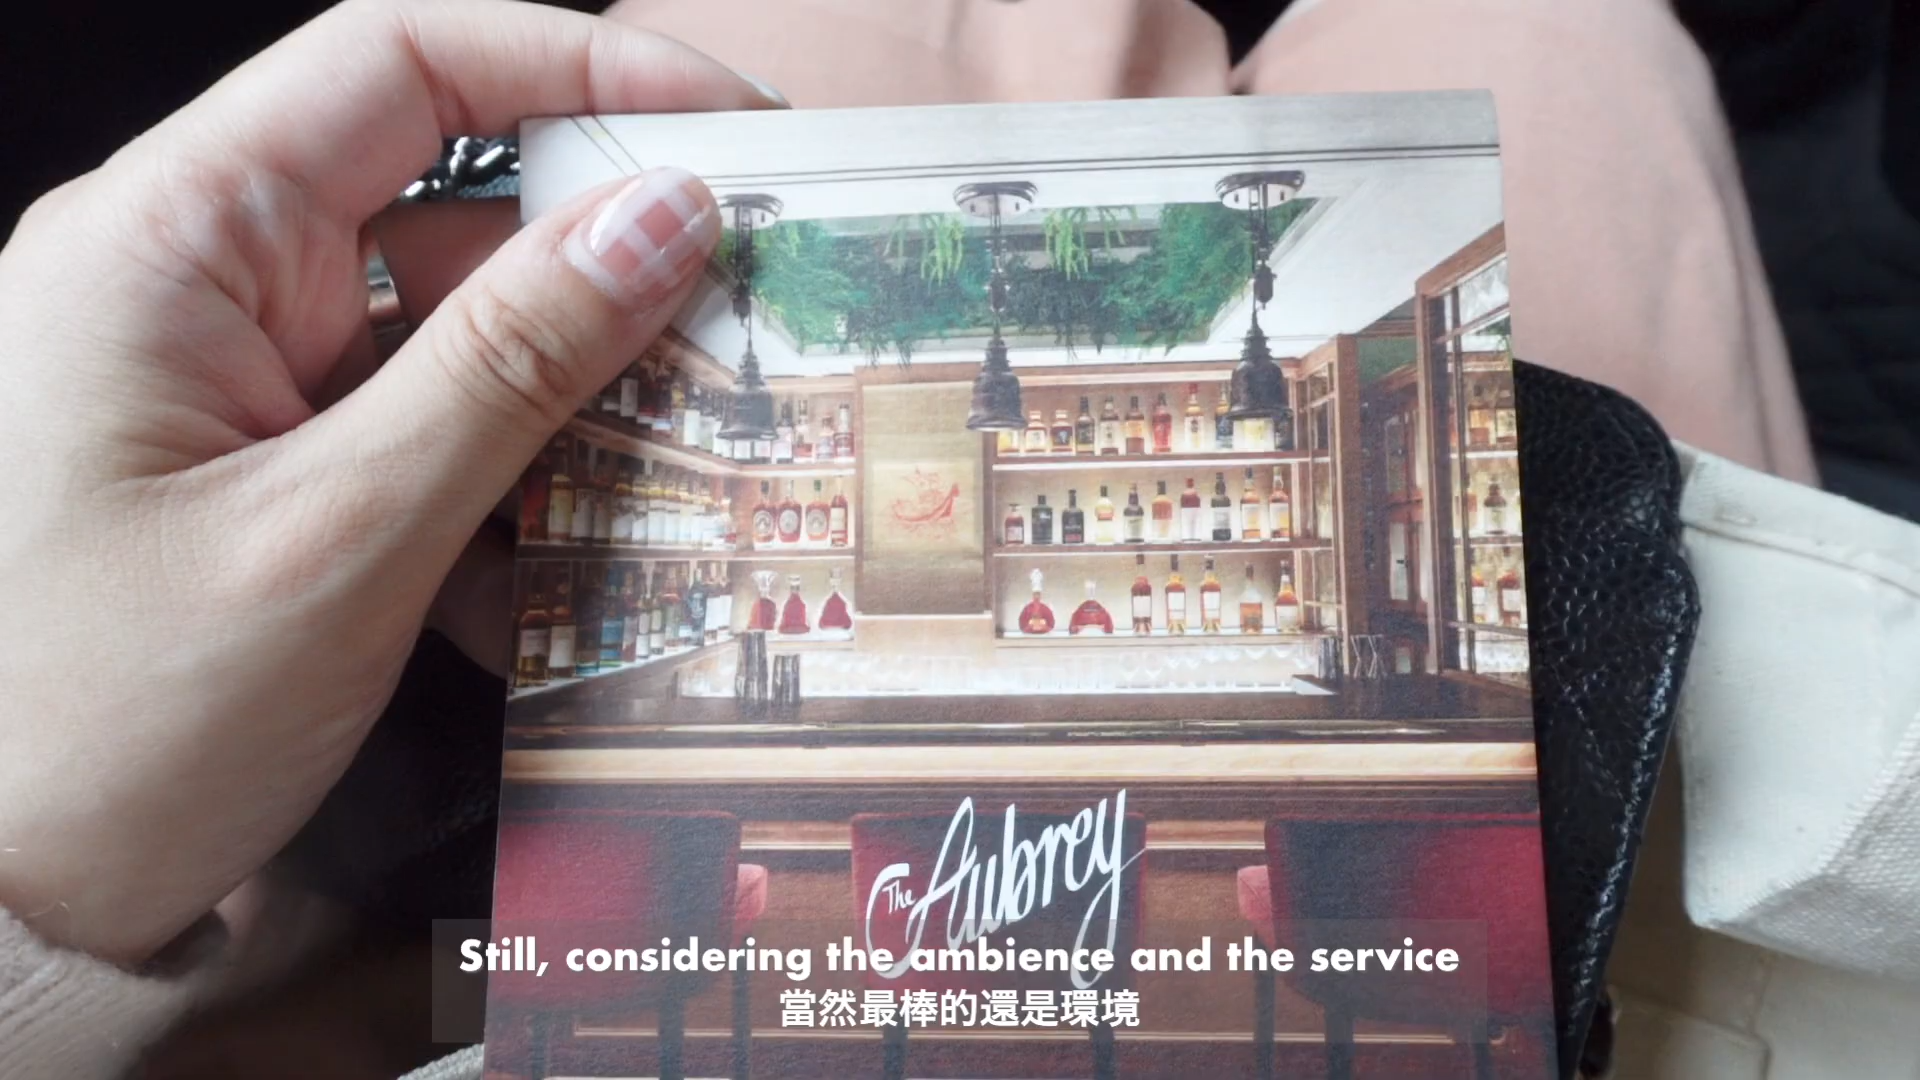 The Aubrey
Still, considering the ambience and the service
當然最棒的還是環境